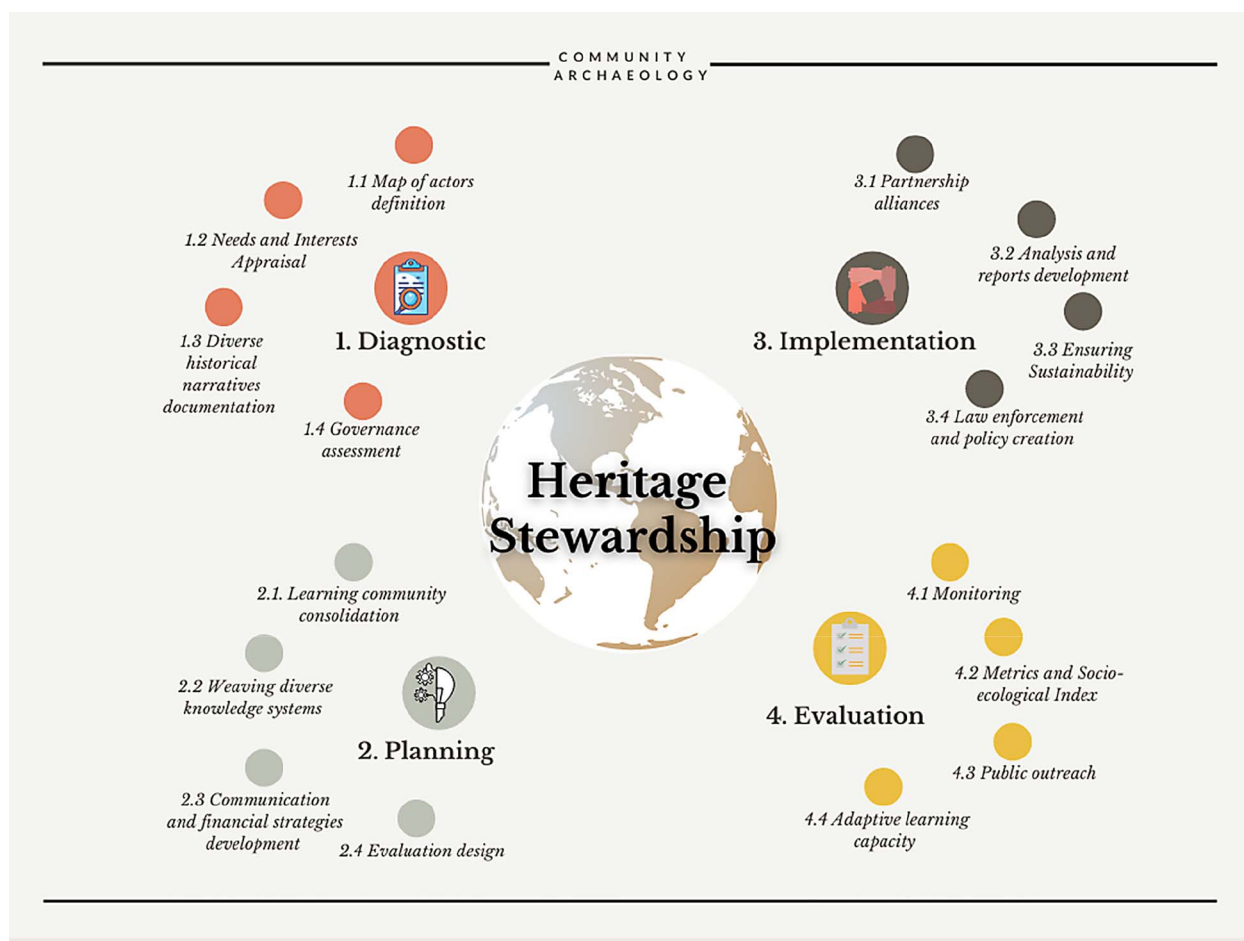 COMMUNITY
ARCHAEOLOGY
1.1 Map of actors
definition
1.2 Needs and Interests
Appraisal
1.3 Diverse
historical
narratives
documentation
1. Diagnostic
1.4 Governance
assessment
3.1 Partnership
alliances
3.2 Analysis and
reports development
3. Implementation
3.3 Ensuring
Sustainability
3.4 Law enforcement
and policy creation
Heritage
Stewardship
2.1. Learning community
consolidation
2.2 Weaving diverse
knowledge systems
2. Planning
2.3 Communication
and financial strategies
development
2.4 Evaluation design
4.1 Monitoring
4.2 Metrics and Socio-
ecological Index
4. Evaluation
4.3 Public outreach
4.4 Adaptive learning
capacity